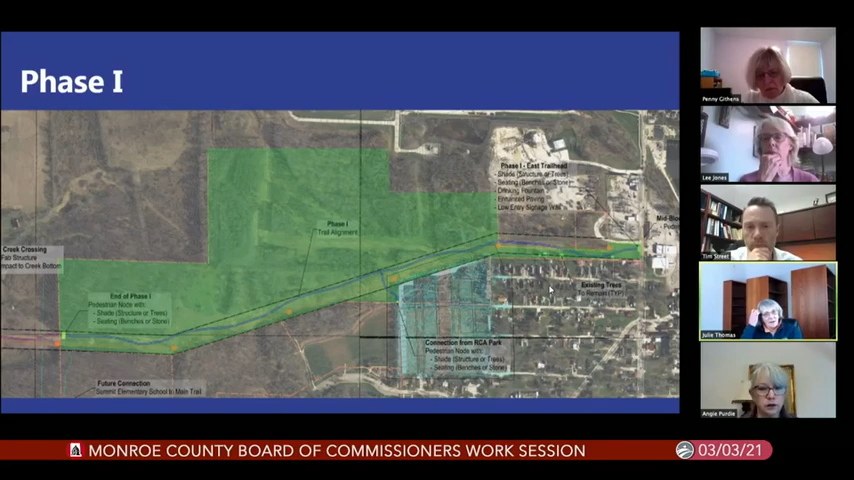 Phase I
Creek Crossing
Fab Structure
mpact to Creek Bottom
End of Phase I
Pedestrian Node with:
- Shade (Structure or Trees)
- Seating (Benches or Stone)
Future Connection
Summit Elementary School to Main Trail
Phase I
Trail Alignment
Phase I - East Trailhead
- Shade (Structure or Trees)
- Seating (Benches or Stone)
- Drinking Fountain
- Enhanced Paving
- Low Entry Signage Wall
Existing Trees
To Remain (TYP)
Connection from RCA Park
Pedestrian Node with:
- Shade (Structure or Trees)
- Seating (Benches or Stone)
Penny Githens
Lee Jones
Tim Street
Julie Thomas
Angie Purdie
MONROE COUNTY BOARD OF COMMISSIONERS WORK SESSION
03/03/21